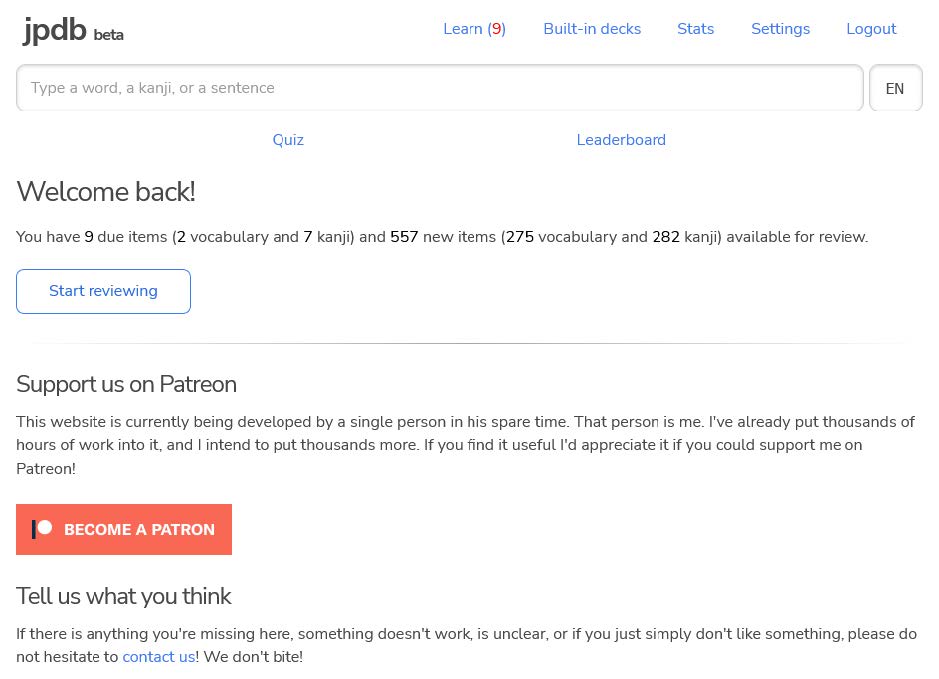 jpdb beta
Learn (9)
Built-in decks
Stats
Settings
Logout
Type a word, a kanji, or a sentence
EN
Quiz
Leaderboard
Welcome back!
You have 9 due items (2 vocabulary and 7 kanji) and 557 new items (275 vocabulary and 282 kanji) available for review.
Start reviewing
Support us on Patreon
This website is currently being developed by a single person in his spare time. That person is me. I've already put thousands of
hours of work into it, and I intend to put thousands more. If you find it useful I'd appreciate it if you could support me on
Patreon!
BECOME A PATRON
Tell us what you think
If there is anything you're missing here, something doesn't work, is unclear, or if you just simply don't like something, please do
not hesitate to contact us! We don't bite!